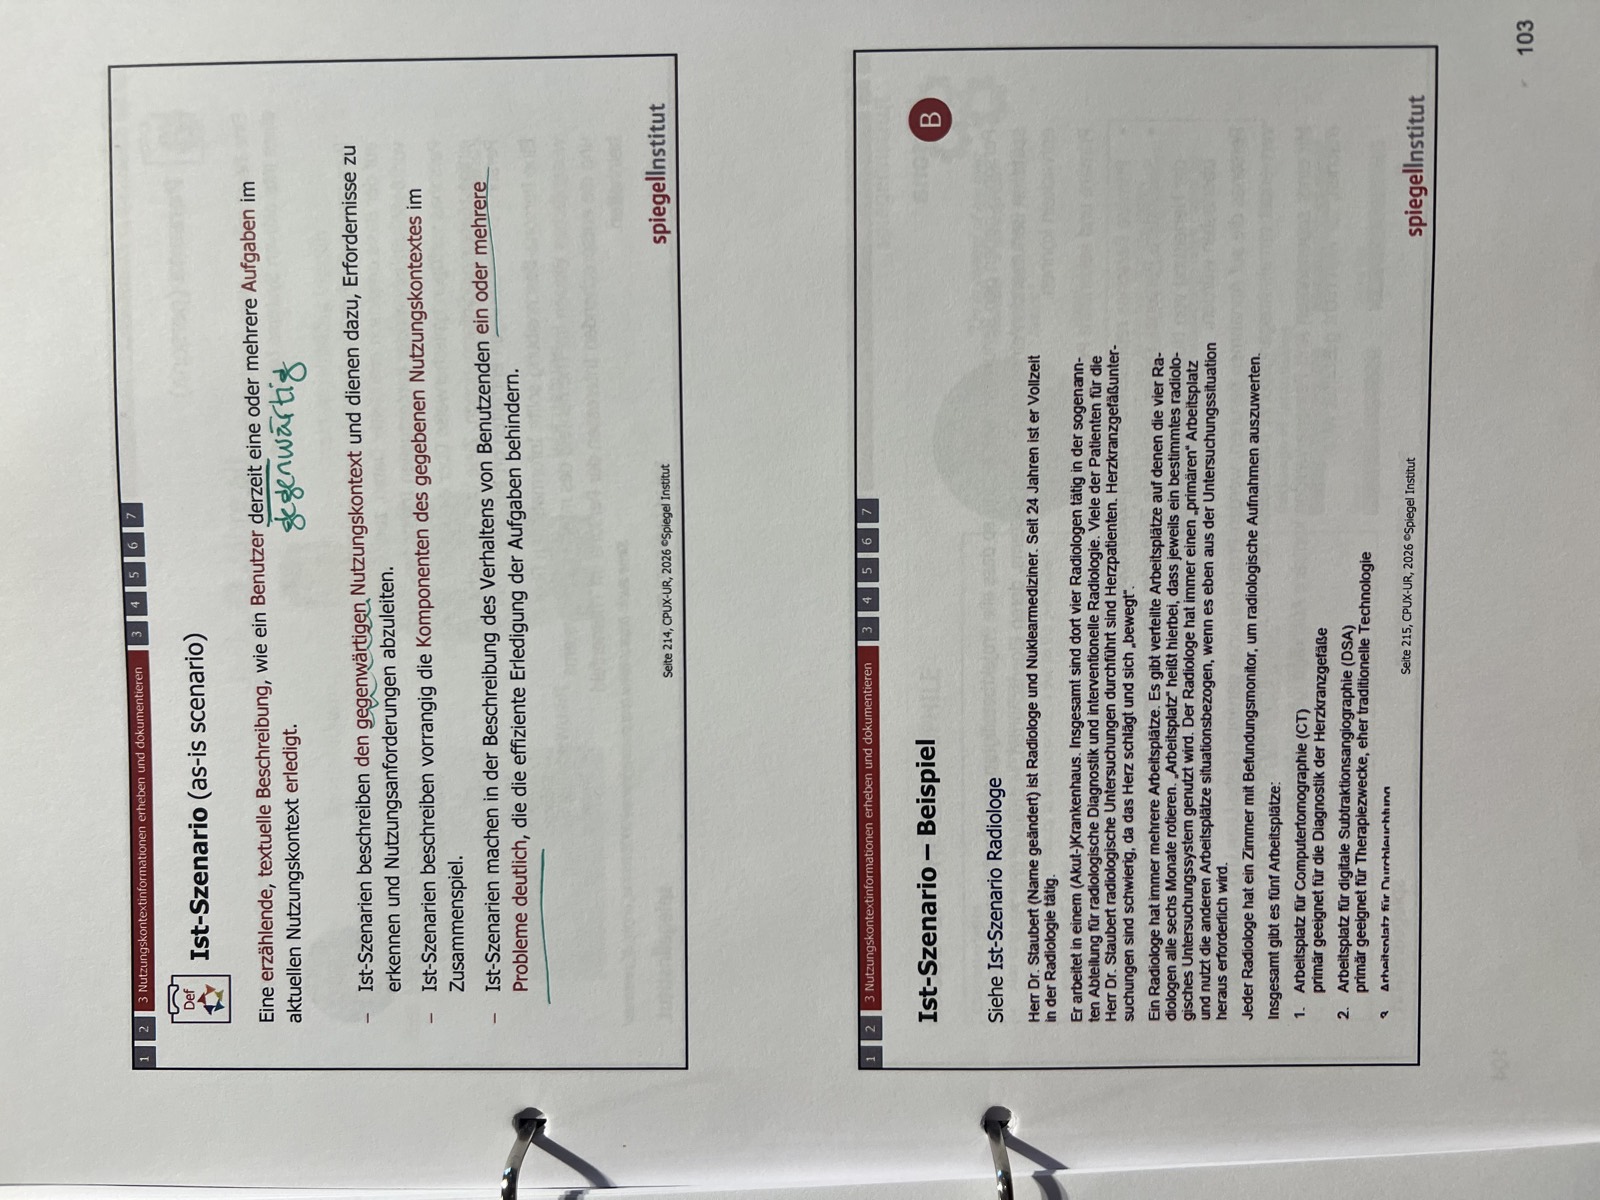 1 2 3 Nutzungskontextinformationen erheben und dokumentieren 3 4 5 6 7
Def
Ist-Szenario (as-is scenario)
Eine erzählende, textuelle Beschreibung, wie ein Benutzer derzeit eine oder mehrere Aufgaben im
gegenwärtig
aktuellen Nutzungskontext erledigt.
– Ist-Szenarien beschreiben den gegenwärtigen Nutzungskontext und dienen dazu, Erfordernisse zu
erkennen und Nutzungsanforderungen abzuleiten.
– Ist-Szenarien beschreiben vorrangig die Komponenten des gegebenen Nutzungskontextes im
Zusammenspiel.
– Ist-Szenarien machen in der Beschreibung des Verhaltens von Benutzenden ein oder mehrere
Probleme deutlich, die die effiziente Erledigung der Aufgaben behindern.
Seite 214, CPUX-UR, 2026 ©Spiegel Institut
spiegelInstitut
1 2 3 Nutzungskontextinformationen erheben und dokumentieren 3 4 5 6 7
Ist-Szenario – Beispiel
B
Siehe Ist-Szenario Radiologe
Herr Dr. Staubert (Name geändert) ist Radiologe und Nuklearmediziner. Seit 24 Jahren ist er Vollzeit
in der Radiologie tätig.
Er arbeitet in einem (Akut-)Krankenhaus. Insgesamt sind dort vier Radiologen tätig in der sogenann-
ten Abteilung für radiologische Diagnostik und interventionelle Radiologie. Viele der Patienten für die
Herr Dr. Staubert radiologische Untersuchungen durchführt sind Herzpatienten. Herzkranzgefäßunter-
suchungen sind schwierig, da das Herz schlägt und sich „bewegt“.
Ein Radiologe hat immer mehrere Arbeitsplätze. Es gibt verteilte Arbeitsplätze auf denen die vier Ra-
diologen alle sechs Monate rotieren. „Arbeitsplatz“ heißt hierbei, dass jeweils ein bestimmtes radiolo-
gisches Untersuchungssystem genutzt wird. Der Radiologe hat immer einen „primären“ Arbeitsplatz
und nutzt die anderen Arbeitsplätze situationsbezogen, wenn es eben aus der Untersuchungssituation
heraus erforderlich wird.
Jeder Radiologe hat ein Zimmer mit Befundungsmonitor, um radiologische Aufnahmen auszuwerten.
Insgesamt gibt es fünf Arbeitsplätze:
1. Arbeitsplatz für Computertomographie (CT)
primär geeignet für die Diagnostik der Herzkranzgefäße
2. Arbeitsplatz für digitale Subtraktionsangiographie (DSA)
primär geeignet für Therapiezwecke, eher traditionelle Technologie
3 Arbeitsplatz für Durchleuchtung
Seite 215, CPUX-UR, 2026 ©Spiegel Institut
spiegelInstitut
103